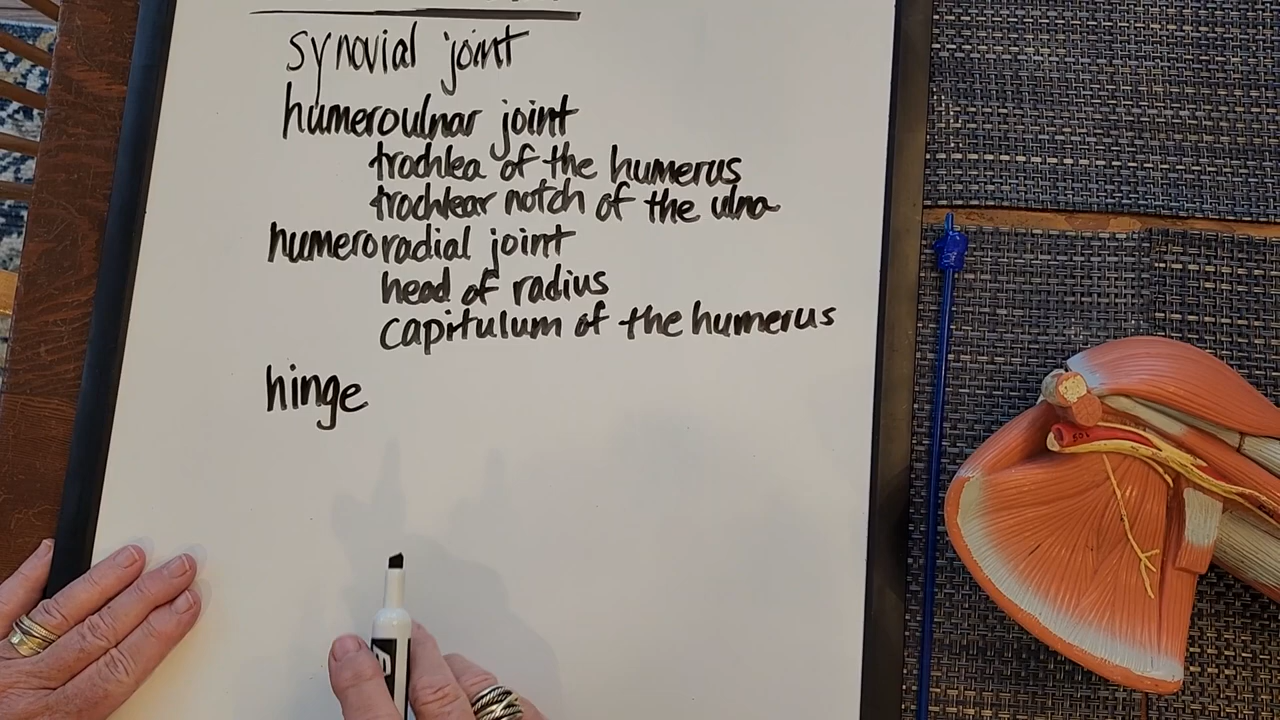 synovial joint
humeroulnar joint
trochlea of the humerus
trochlear notch of the ulna
humeroradial joint
head of radius
capitulum of the humerus
hinge